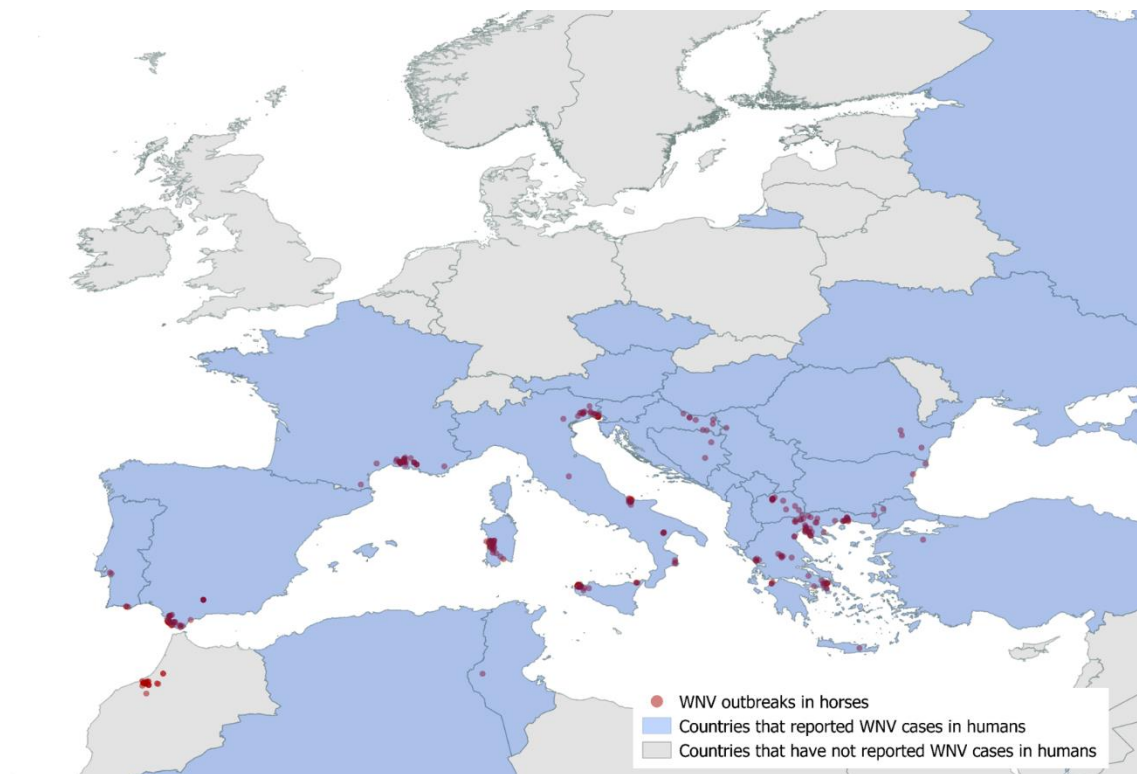 WNV outbreaks in horses
Countries that reported WNV cases in humans
Countries that have not reported WNV cases in humans